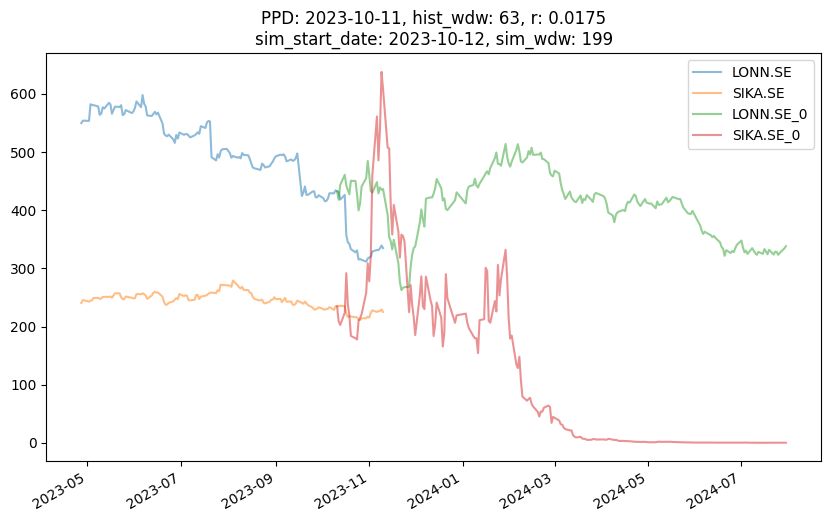 PPD: 2023-10-11, hist_wdw: 63, r: 0.0175
sim_start_date: 2023-10-12, sim_wdw: 199
LONN.SE
SIKA.SE
LONN.SE_0
SIKA.SE_0
600
500
400
300
200
100
0
2023-05
2023-07
2023-09
2023-11
2024-01
2024-03
2024-05
2024-07